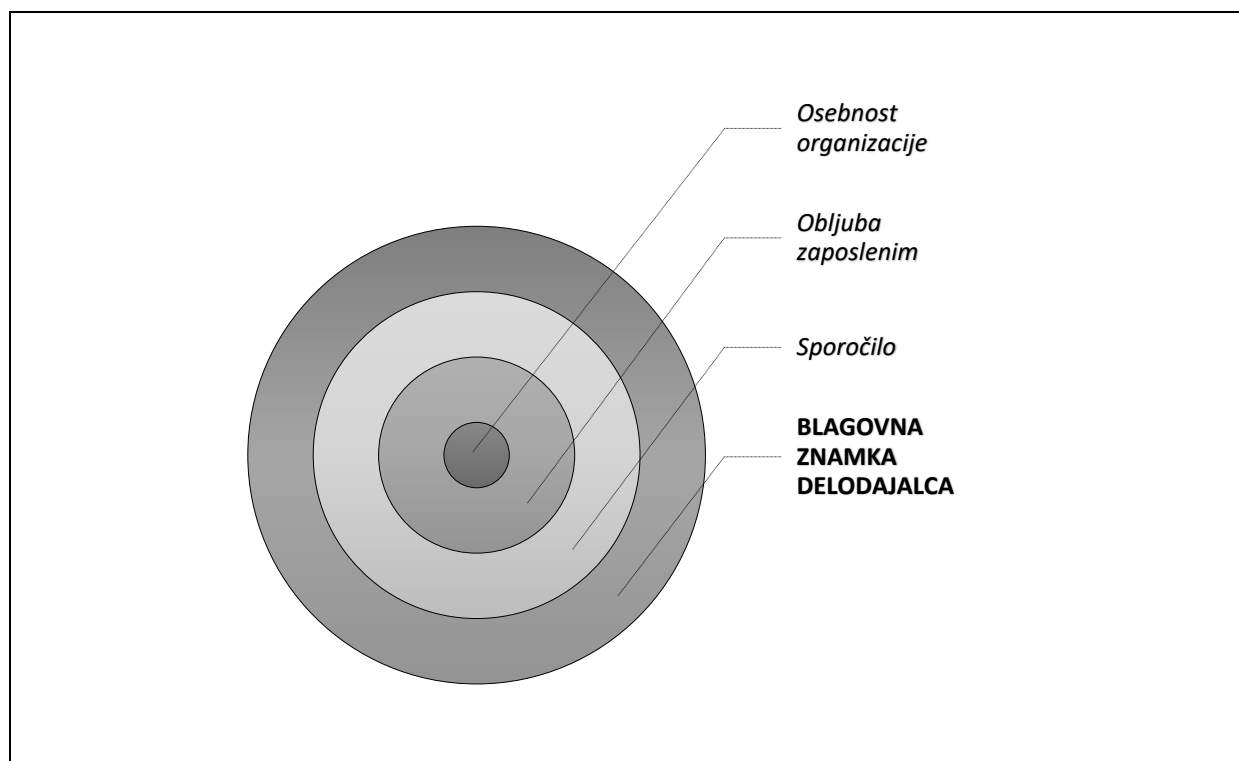 Osebnost
organizacije
Obljuba
zaposlenim
Sporočilo
BLAGOVNA
ZNAMKA
DELODAJALCA